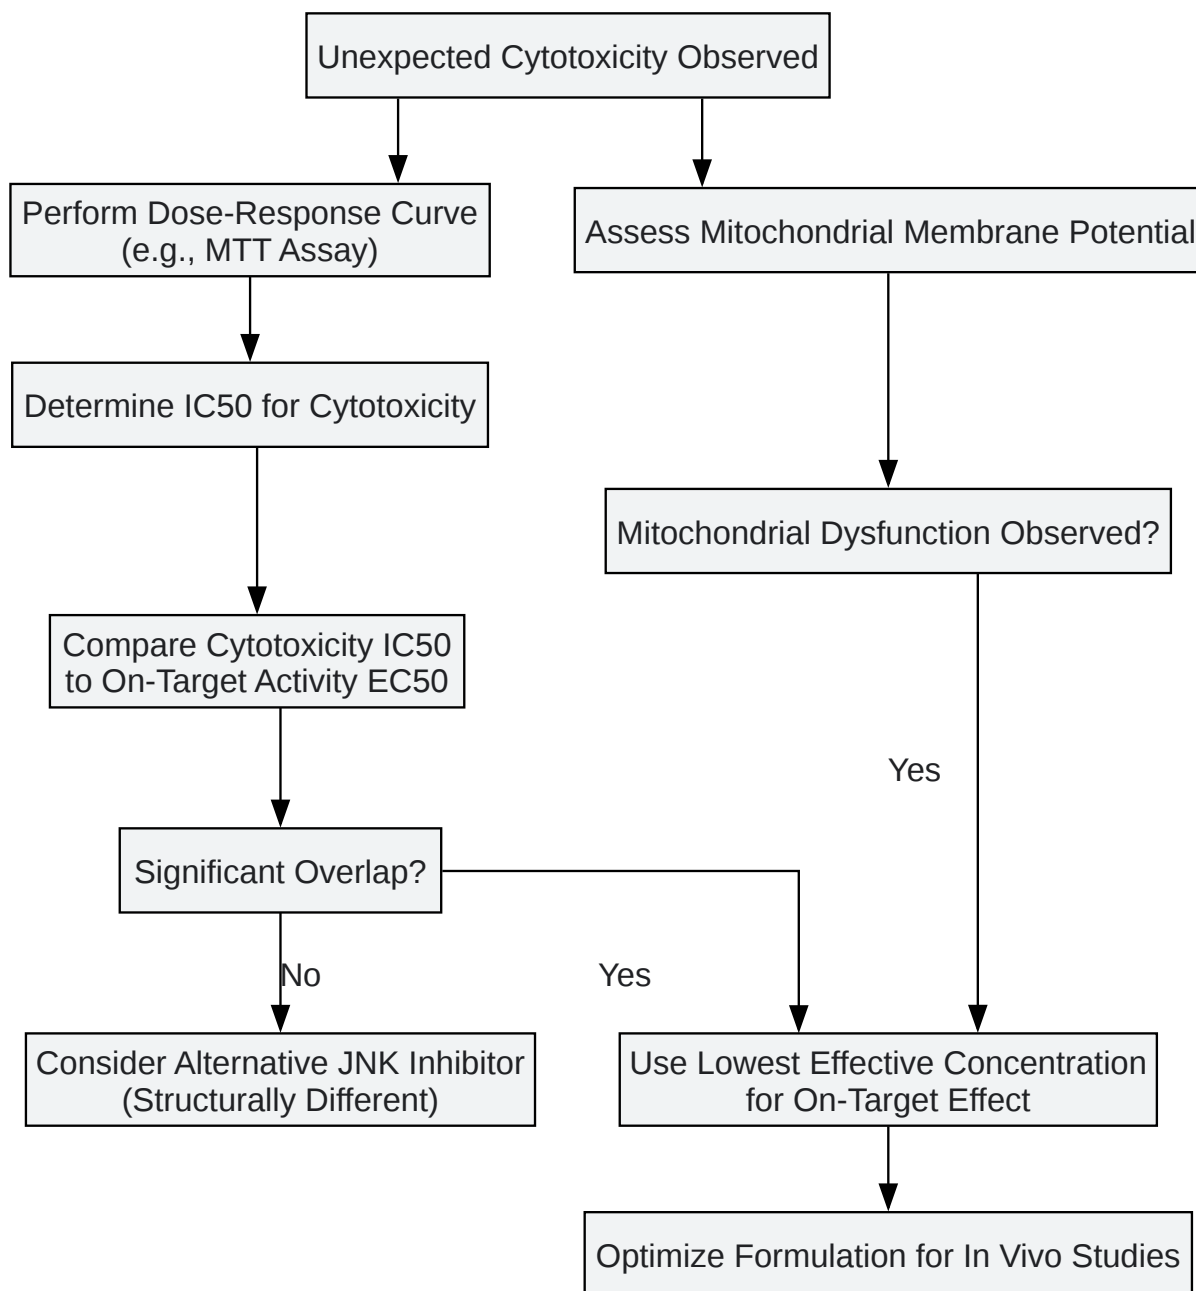 Unexpected Cytotoxicity Observed
Perform Dose-Response Curve
(e.g., MTT Assay)
Assess Mitochondrial Membrane Potential
Determine IC50 for Cytotoxicity
Mitochondrial Dysfunction Observed?
Compare Cytotoxicity IC50
to On-Target Activity EC50
Yes
Significant Overlap?
No
Yes
Consider Alternative JNK Inhibitor
(Structurally Different)
Use Lowest Effective Concentration
for On-Target Effect
Optimize Formulation for In Vivo Studies